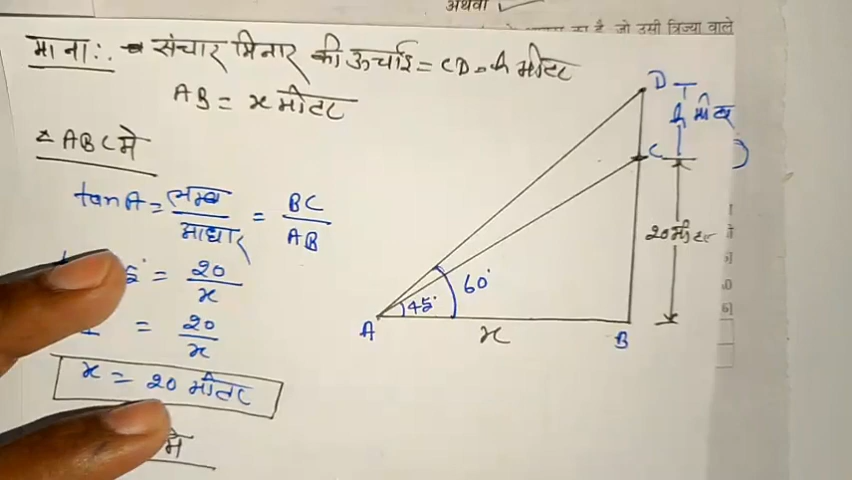 अथवा
का है जो उसी त्रिज्या वाले
माना:- संचार मिनार की ऊर्चाई = CD = h मीटर
AB = x मीटर
△ ABC मे
tanA = लम्ब / आधार = BC / AB
= 20 / x
= 20 / x
x = 20 मीटर
मे
D
h मीटर
C
20 मीटर
60°
45°
A
x
B